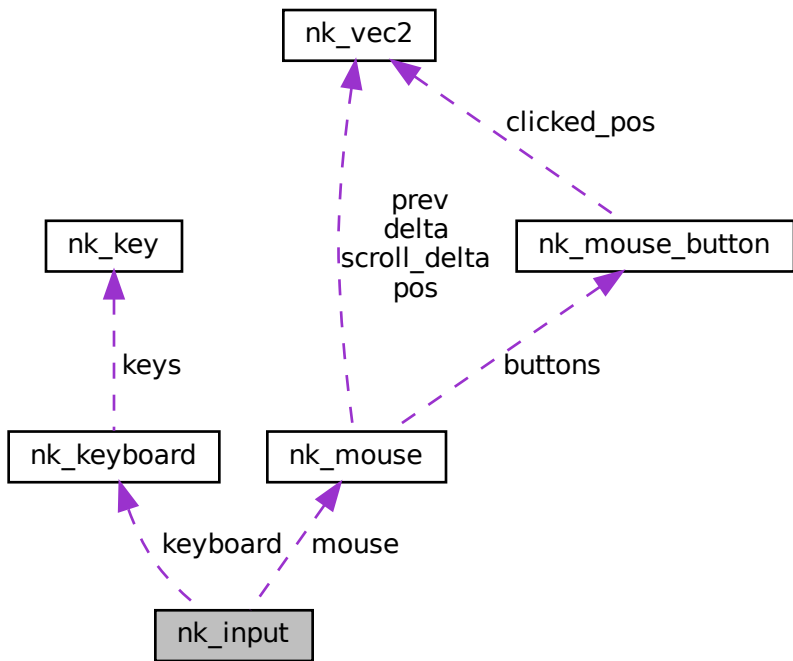 nk_vec2
clicked_pos
prev
delta
scroll_delta
pos
nk_key
nk_mouse_button
keys
buttons
nk_keyboard
nk_mouse
keyboard
mouse
nk_input